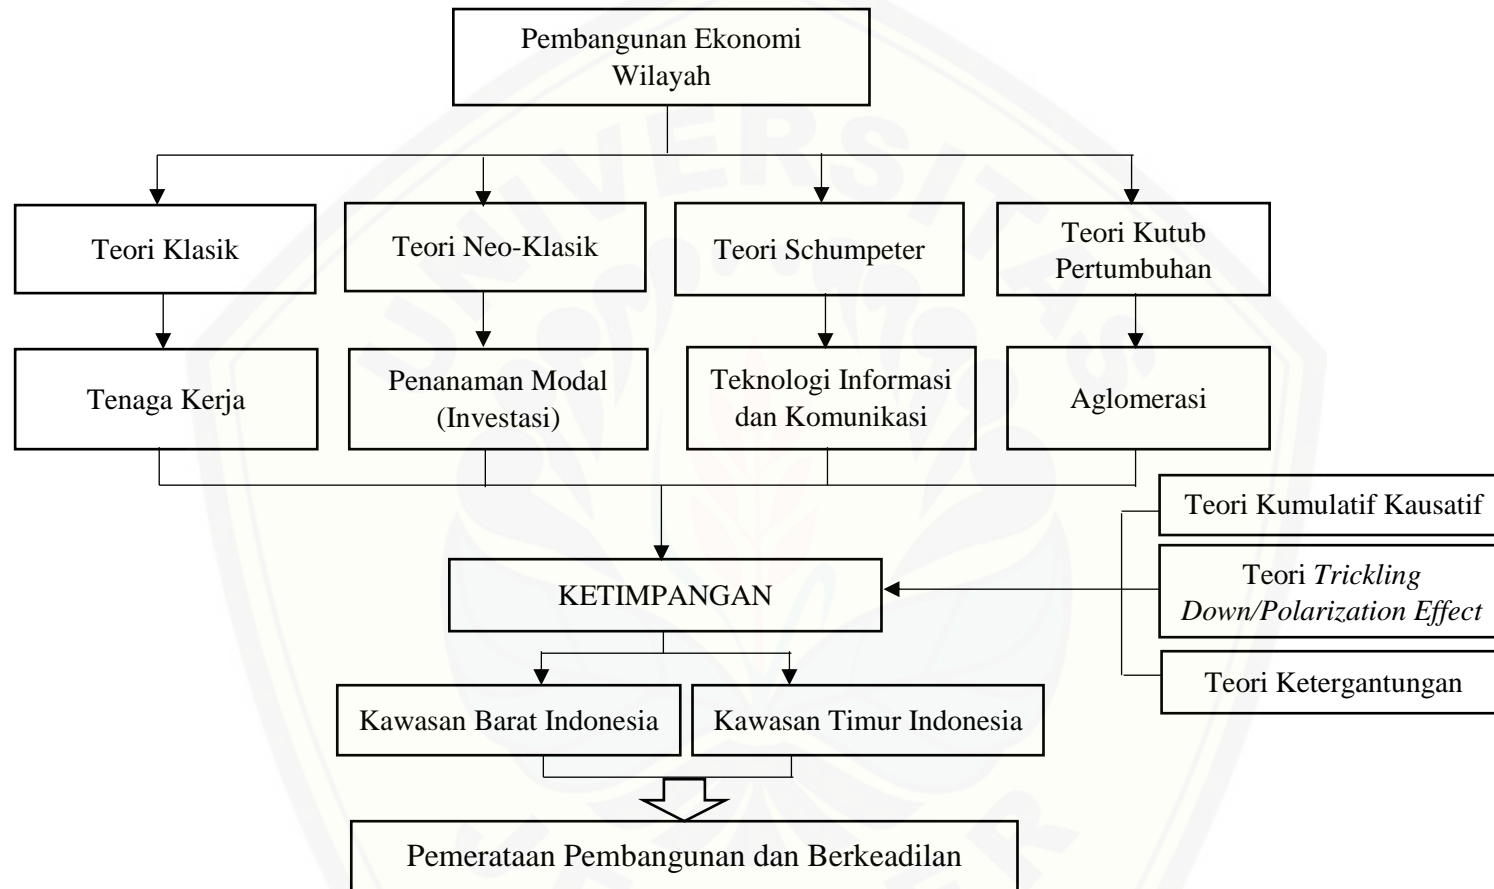 Pembangunan Ekonomi
Wilayah
UNIVERSITAS
Teori Klasik
Teori Neo-Klasik
Teori Schumpeter
Teori Kutub
Pertumbuhan
Tenaga Kerja
Penanaman Modal
(Investasi)
Teknologi Informasi
dan Komunikasi
Aglomerasi
Teori Kumulatif Kausatif
Teori Trickling
Down/Polarization Effect
Teori Ketergantungan
KETIMPANGAN
Kawasan Barat Indonesia
Kawasan Timur Indonesia
Pemerataan Pembangunan dan Berkeadilan